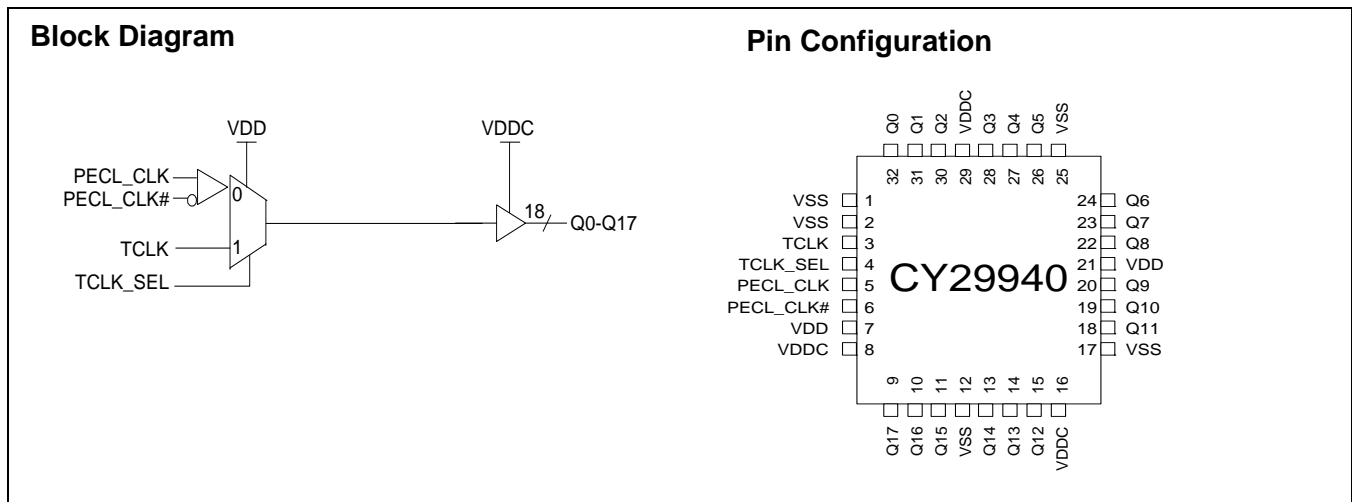 Block Diagram
VDD
VDDC
PECL_CLK
PECL_CLK#
0
TCLK
1
TCLK_SEL
18
Q0-Q17
Pin Configuration
Q0 Q1 Q2 VDDC Q3 Q4 Q5 VSS
32 31 30 29 28 27 26 25
VSS 1
VSS 2
TCLK 3
TCLK_SEL 4
PECL_CLK 5
PECL_CLK# 6
VDD 7
VDDC 8
CY29940
24 Q6
23 Q7
22 Q8
21 VDD
20 Q9
19 Q10
18 Q11
17 VSS
9 10 11 12 13 14 15 16
Q17 Q16 Q15 VSS Q14 Q13 Q12 VDDC